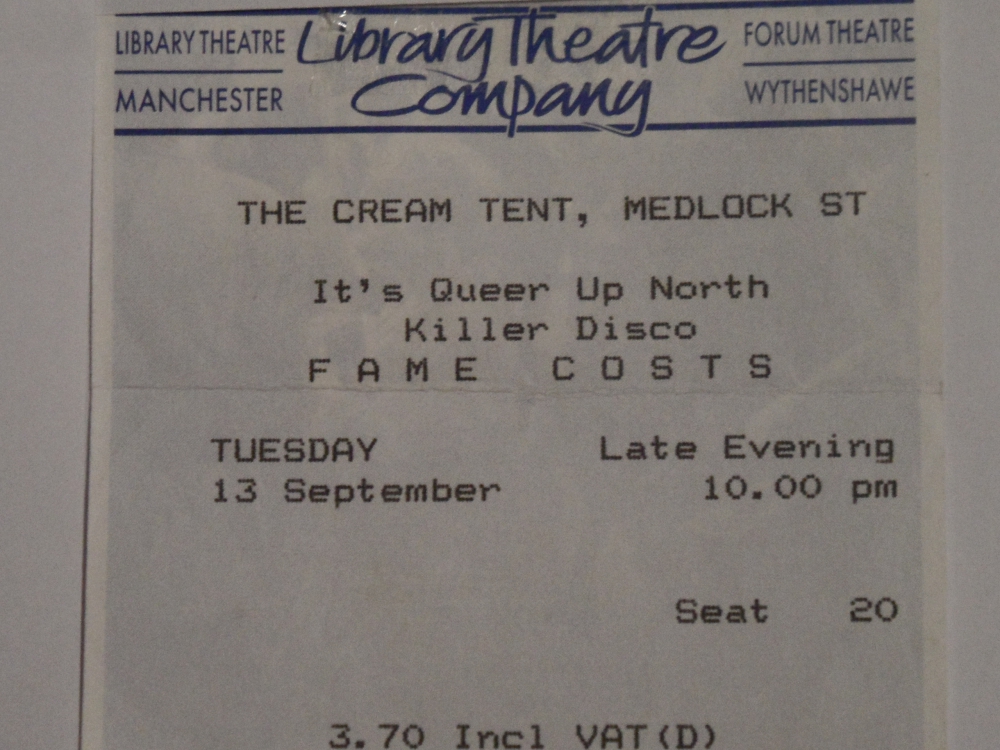 LIBRARY THEATRE
MANCHESTER
Library Theatre
Company
FORUM THEATRE
WYTHENSHAWE
THE CREAM TENT, MEDLOCK ST
It's Queer Up North
Killer Disco
F A M E   C O S T S
TUESDAY Late Evening
13 September 10.00 pm
Seat 20
3.70 Incl VAT(D)